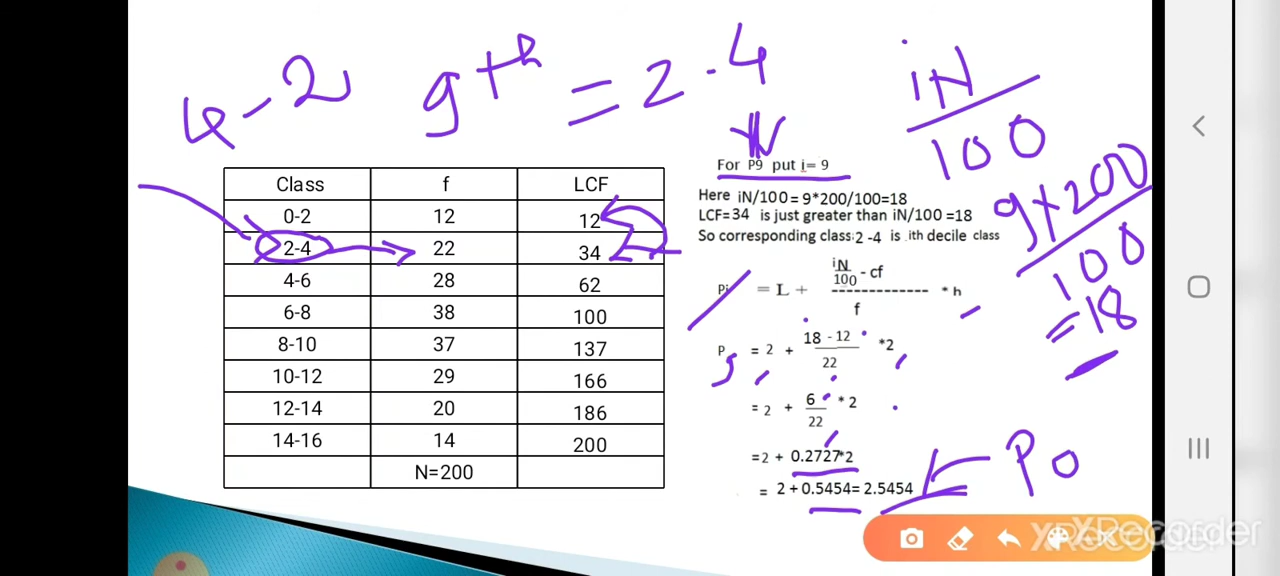 4-2 9th = 2.4
iN
100
9×200
100
=18
Class f LCF
0-2 12 12
2-4 22 34
4-6 28 62
6-8 38 100
8-10 37 137
10-12 29 166
12-14 20 186
14-16 14 200
N=200
For P9 put i= 9
Here iN/100 = 9*200/100=18
LCF=34 is just greater than iN/100 =18
So corresponding class:2 -4 is .ith decile class
Pi = L + iN
100 - cf
------------- * h
f
P = 2 + 18 - 12 *2
22
= 2 + 6 * 2
22
=2 + 0.2727*2
= 2 + 0.5454= 2.5454
XRecorder